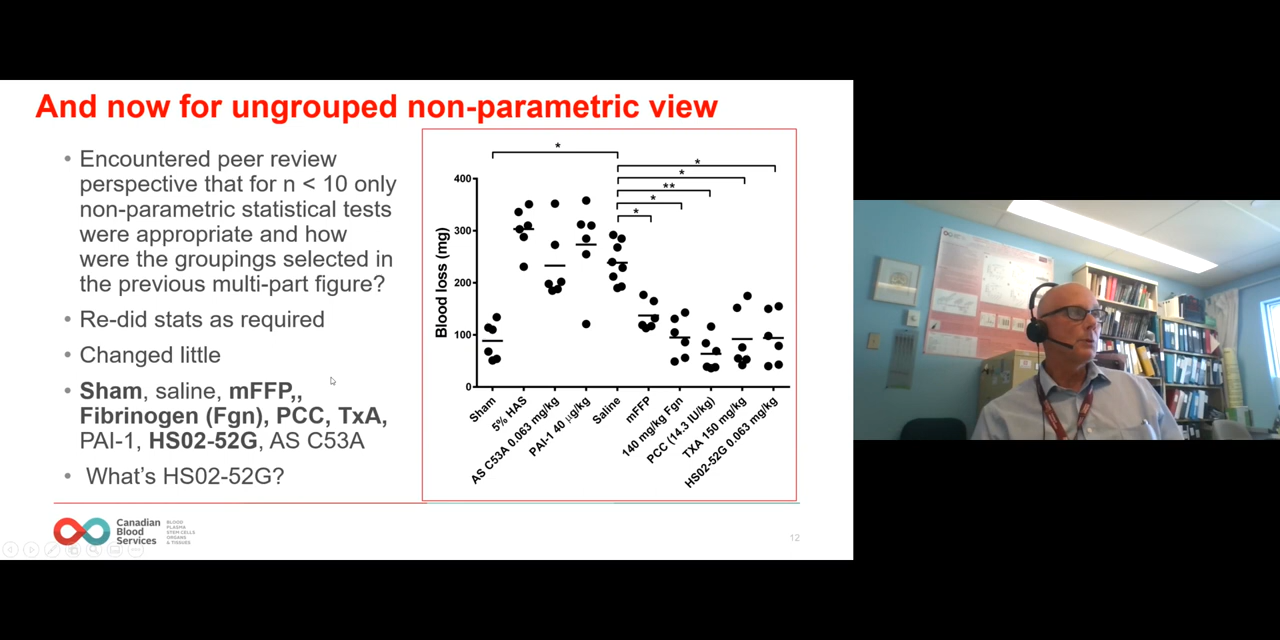 And now for ungrouped non-parametric view
• Encountered peer review
perspective that for n < 10 only
non-parametric statistical tests
were appropriate and how
were the groupings selected in
the previous multi-part figure?
• Re-did stats as required
• Changed little
• Sham, saline, mFFP,,
Fibrinogen (Fgn), PCC, TxA,
PAI-1, HS02-52G, AS C53A
• What's HS02-52G?
Blood loss (mg)
400
300
200
100
0
*
*
*
**
*
*
Sham
5% HAS
AS C53A 0.063 mg/kg
PAI-1 40 µg/kg
Saline
mFFP
140 mg/kg Fgn
PCC (14.3 IU/kg)
TXA 150 mg/kg
HS02-52G 0.063 mg/kg
Canadian
Blood
Services
BLOOD
PLASMA
STEM CELLS
ORGANS
& TISSUES
12